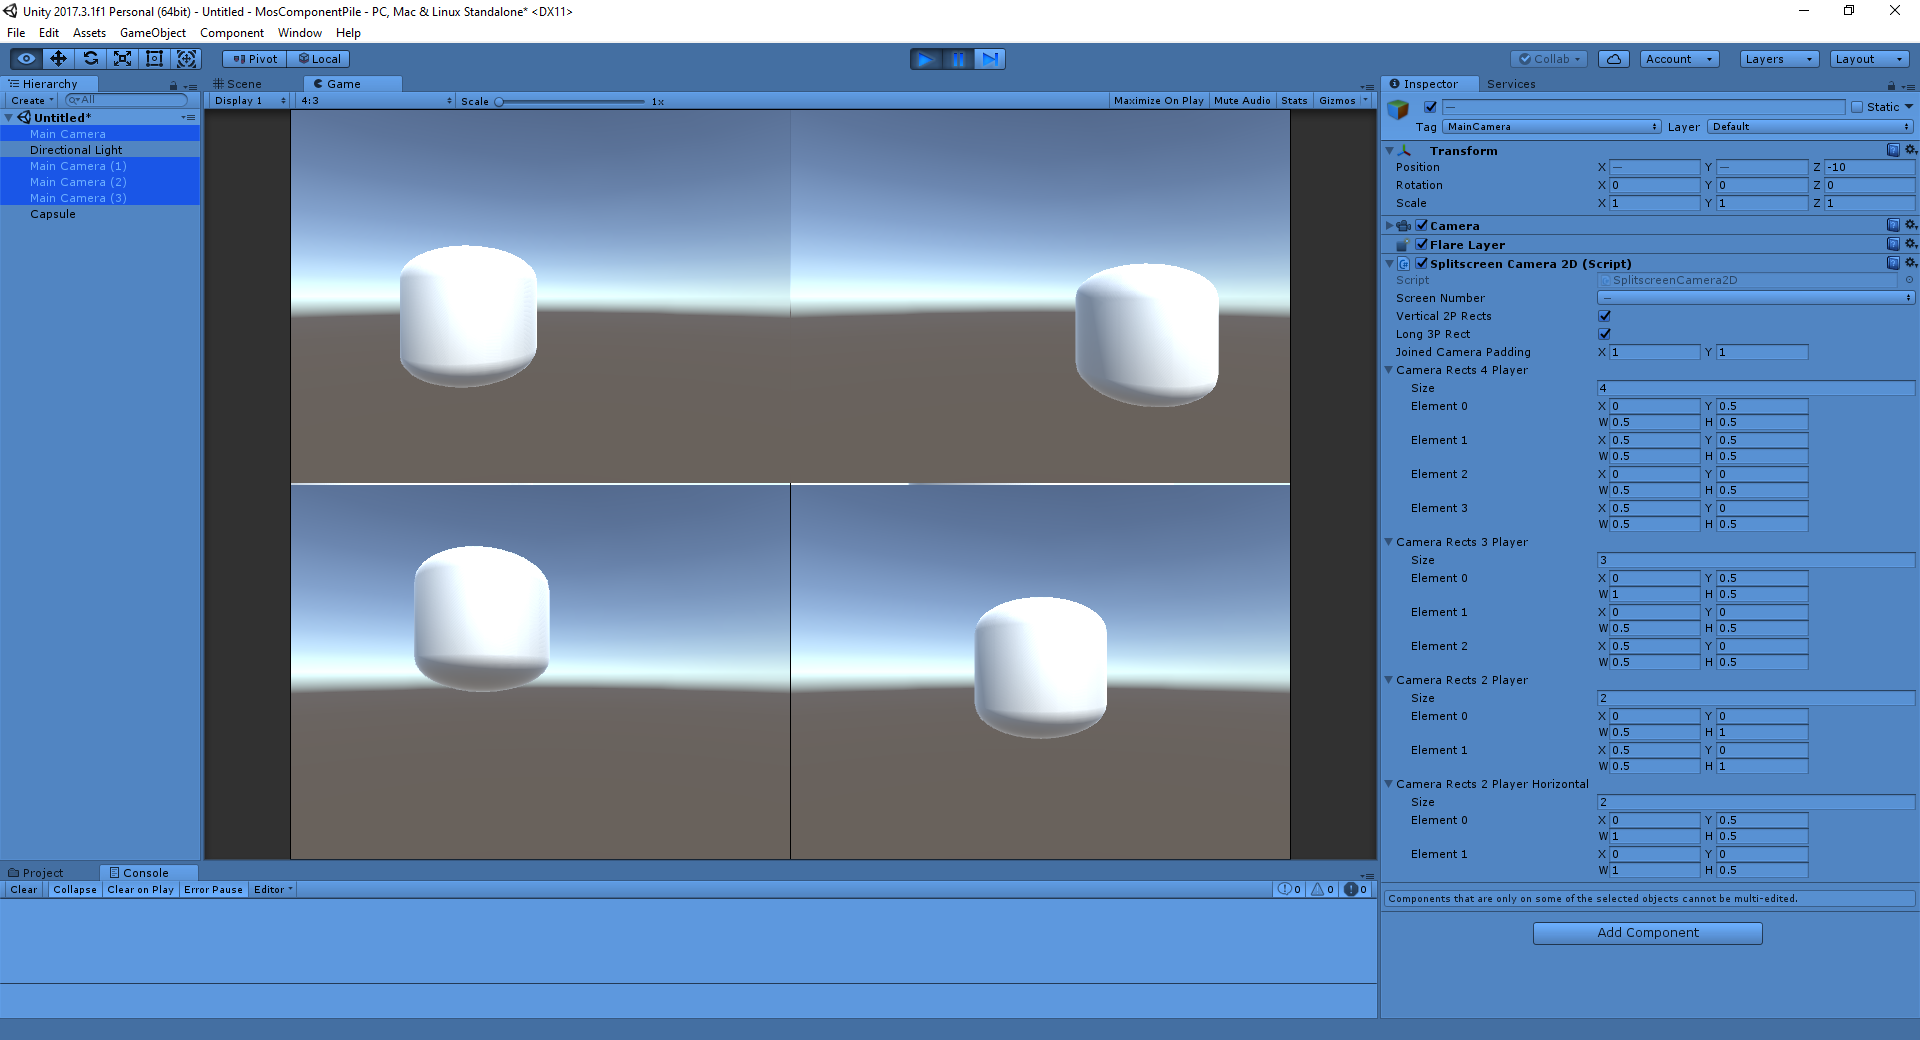 Unity 2017.3.1f1 Personal (64bit) - Untitled - MosComponentPile - PC, Mac & Linux Standalone* <DX11>
File Edit Assets GameObject Component Window Help
Pivot Local Collab Account Layers Layout
Hierarchy
Create All
Untitled*
Main Camera
Directional Light
Main Camera (1)
Main Camera (2)
Main Camera (3)
Capsule
Scene Game
Display 1 4:3 Scale 1x Maximize On Play Mute Audio Stats Gizmos
Project Console
Clear Collapse Clear on Play Error Pause Editor 0 0 0
Inspector Services
— Static
Tag MainCamera Layer Default
Transform
Position X — Y — Z -10
Rotation X 0 Y 0 Z 0
Scale X 1 Y 1 Z 1
Camera
Flare Layer
Splitscreen Camera 2D (Script)
Script SplitscreenCamera2D
Screen Number —
Vertical 2P Rects
Long 3P Rect
Joined Camera Padding X 1 Y 1
Camera Rects 4 Player
Size 4
Element 0 X 0 Y 0.5
W 0.5 H 0.5
Element 1 X 0.5 Y 0.5
W 0.5 H 0.5
Element 2 X 0 Y 0
W 0.5 H 0.5
Element 3 X 0.5 Y 0
W 0.5 H 0.5
Camera Rects 3 Player
Size 3
Element 0 X 0 Y 0.5
W 1 H 0.5
Element 1 X 0 Y 0
W 0.5 H 0.5
Element 2 X 0.5 Y 0
W 0.5 H 0.5
Camera Rects 2 Player
Size 2
Element 0 X 0 Y 0
W 0.5 H 1
Element 1 X 0.5 Y 0
W 0.5 H 1
Camera Rects 2 Player Horizontal
Size 2
Element 0 X 0 Y 0.5
W 1 H 0.5
Element 1 X 0 Y 0
W 1 H 0.5
Components that are only on some of the selected objects cannot be multi-edited.
Add Component